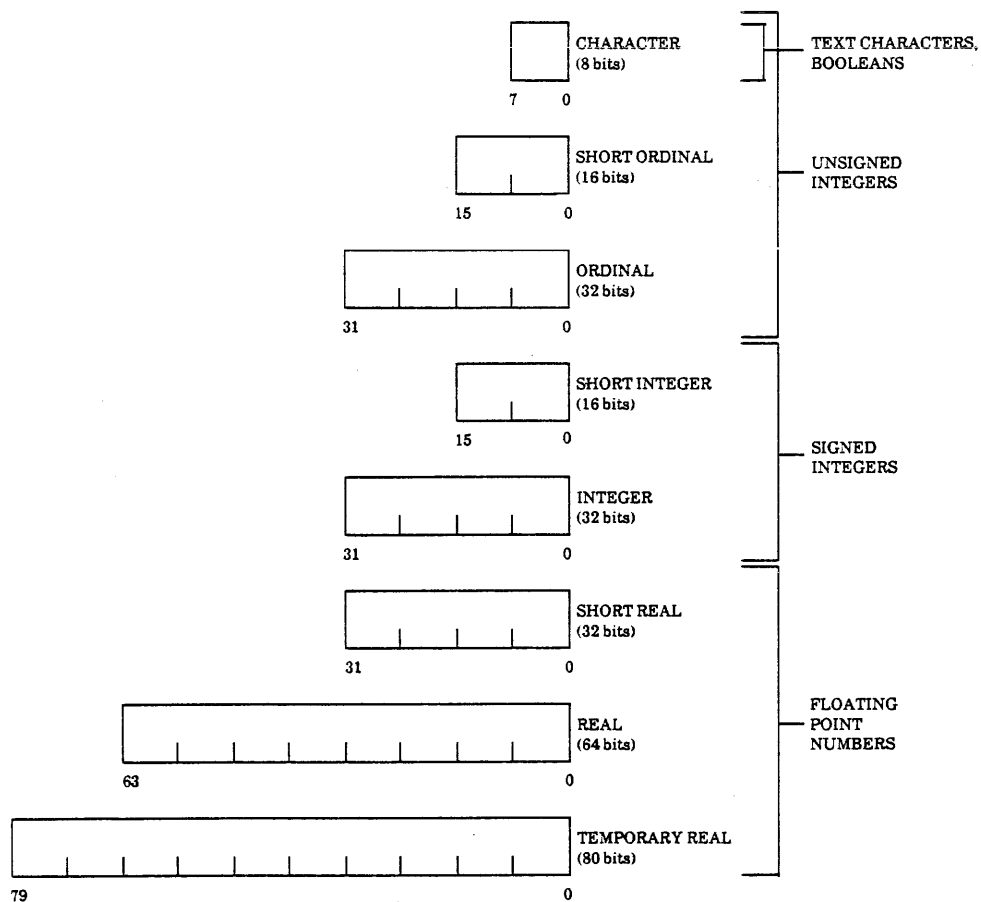 CHARACTER
(8 bits)
7 0
TEXT CHARACTERS,
BOOLEANS
SHORT ORDINAL
(16 bits)
15 0
UNSIGNED
INTEGERS
ORDINAL
(32 bits)
31 0
SHORT INTEGER
(16 bits)
15 0
SIGNED
INTEGERS
INTEGER
(32 bits)
31 0
SHORT REAL
(32 bits)
31 0
REAL
(64 bits)
63 0
FLOATING
POINT
NUMBERS
TEMPORARY REAL
(80 bits)
79 0